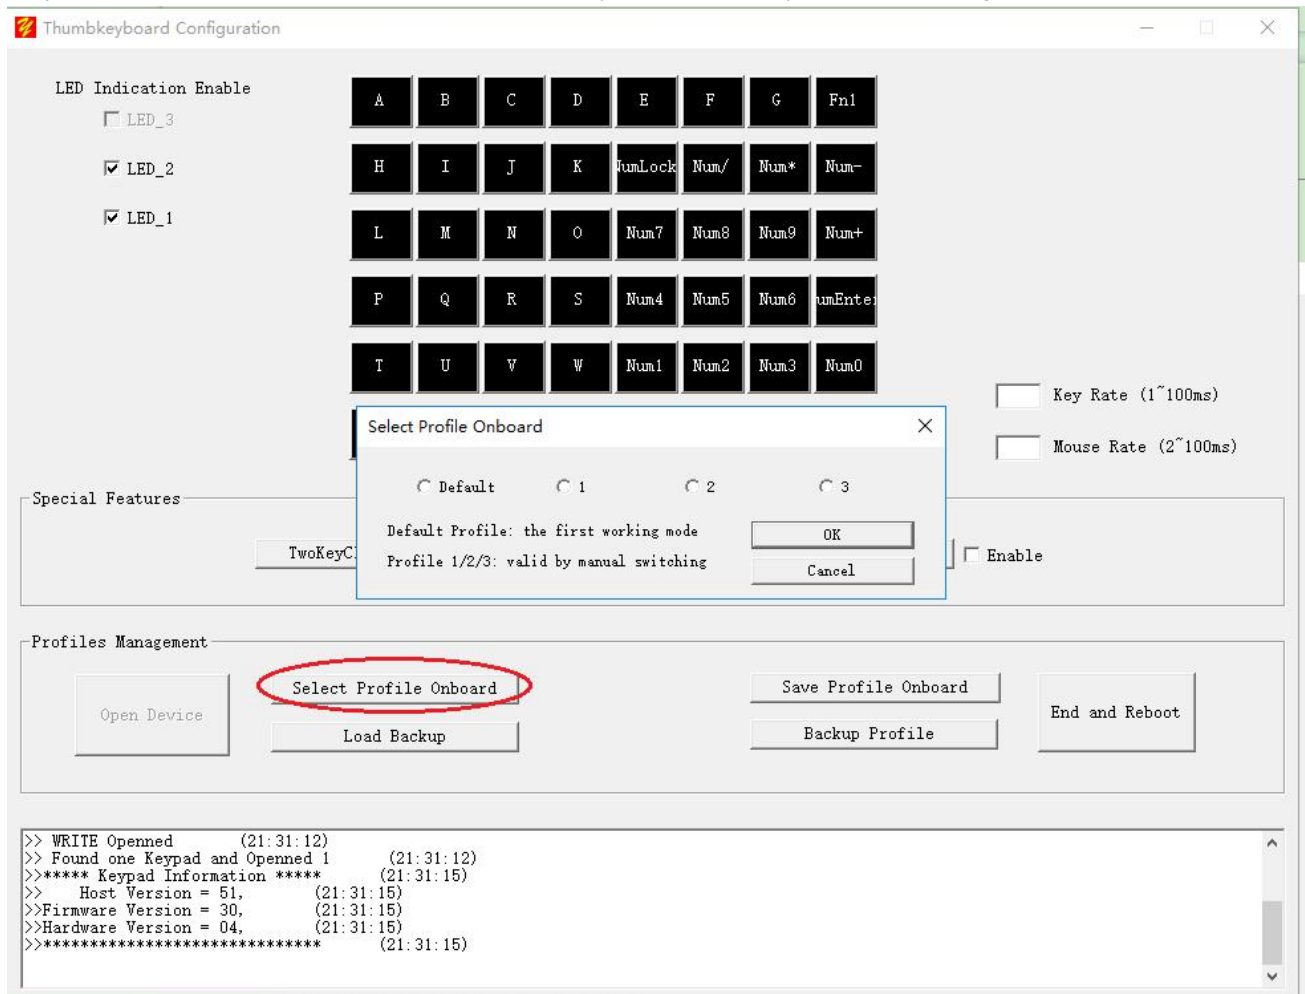 Thumbkeyboard Configuration
LED Indication Enable
LED_3
LED_2
LED_1
A B C D E F G Fn1
H I J K NumLock Num/ Num* Num-
L M N O Num7 Num8 Num9 Num+
P Q R S Num4 Num5 Num6 umEnte
T U V W Num1 Num2 Num3 Num0
Key Rate (1~100ms)
Mouse Rate (2~100ms)
Select Profile Onboard
Default 1 2 3
Default Profile: the first working mode
Profile 1/2/3: valid by manual switching
OK
Cancel
Special Features
TwoKeyC
Enable
Profiles Management
Open Device
Select Profile Onboard
Load Backup
Save Profile Onboard
Backup Profile
End and Reboot
>> WRITE Openned (21:31:12)
>> Found one Keypad and Openned 1 (21:31:12)
>>***** Keypad Information ***** (21:31:15)
>> Host Version = 51, (21:31:15)
>>Firmware Version = 30, (21:31:15)
>>Hardware Version = 04, (21:31:15)
>>****************************** (21:31:15)